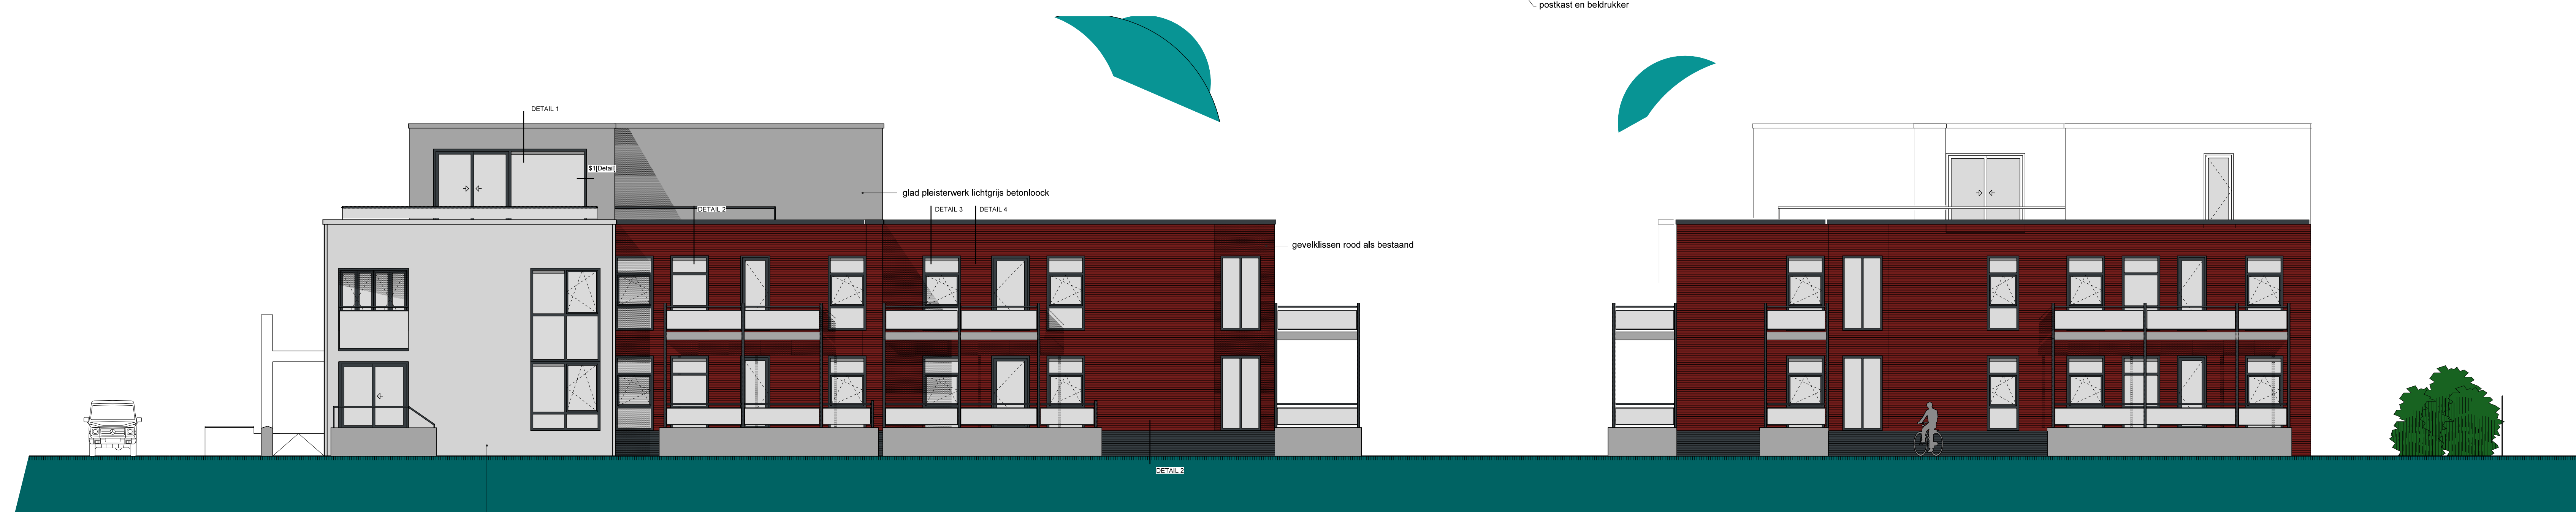 postkast en beldrukker
DETAIL 1
$1[Detail]
glad pleisterwerk lichtgrijs betonloock
DETAIL 2
DETAIL 3
DETAIL 4
gevelklissen rood als bestaand
DETAIL 2